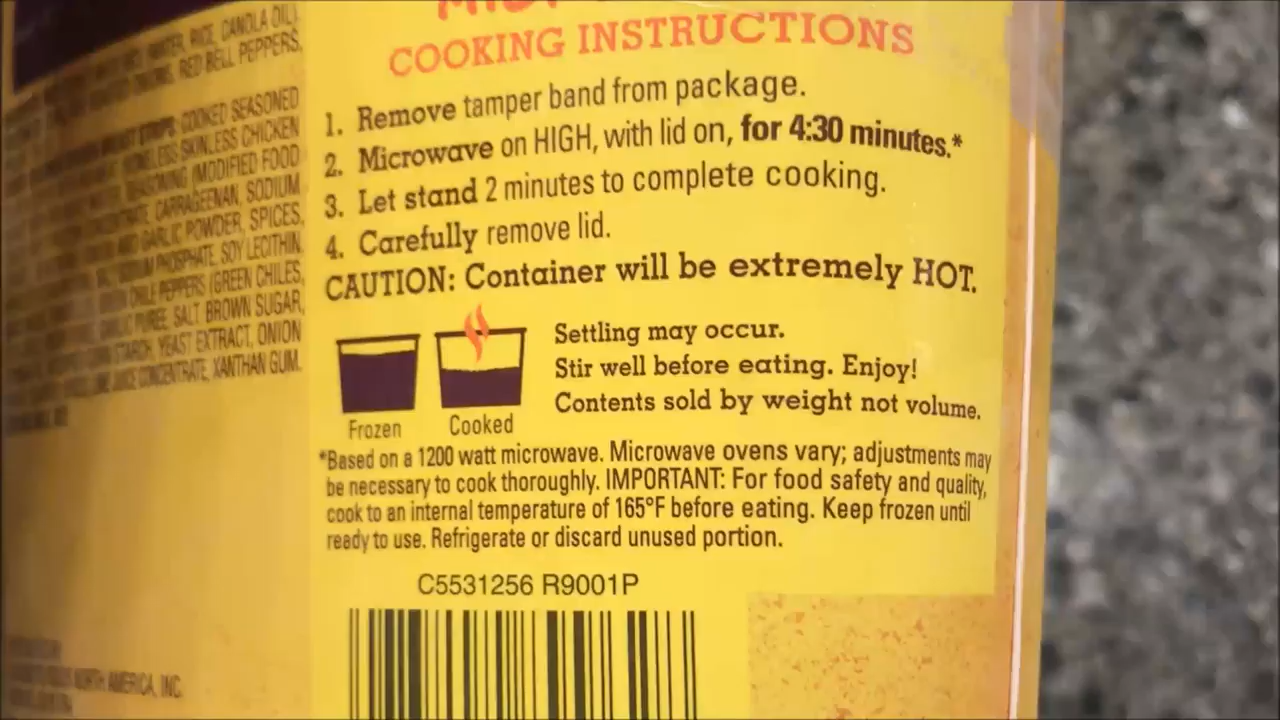 WATER, RICE, CANOLA OIL),
ONIONS, RED BELL PEPPERS,
STRIPS: COOKED SEASONED
BONELESS SKINLESS CHICKEN
SEASONING (MODIFIED FOOD
CARRAGEENAN, SODIUM
AND GARLIC POWDER, SPICES,
SODIUM PHOSPHATE, SOY LECITHIN,
CHILE PEPPERS (GREEN CHILES,
GARLIC PUREE, SALT, BROWN SUGAR,
STARCH, YEAST EXTRACT, ONION
JUICE CONCENTRATE, XANTHAN GUM.
NORTH AMERICA, INC.
COOKING INSTRUCTIONS
1. Remove tamper band from package.
2. Microwave on HIGH, with lid on, for 4:30 minutes.*
3. Let stand 2 minutes to complete cooking.
4. Carefully remove lid.
CAUTION: Container will be extremely HOT.
Settling may occur.
Stir well before eating. Enjoy!
Contents sold by weight not volume.
Frozen
Cooked
*Based on a 1200 watt microwave. Microwave ovens vary; adjustments may
be necessary to cook thoroughly. IMPORTANT: For food safety and quality,
cook to an internal temperature of 165°F before eating. Keep frozen until
ready to use. Refrigerate or discard unused portion.
C5531256 R9001P